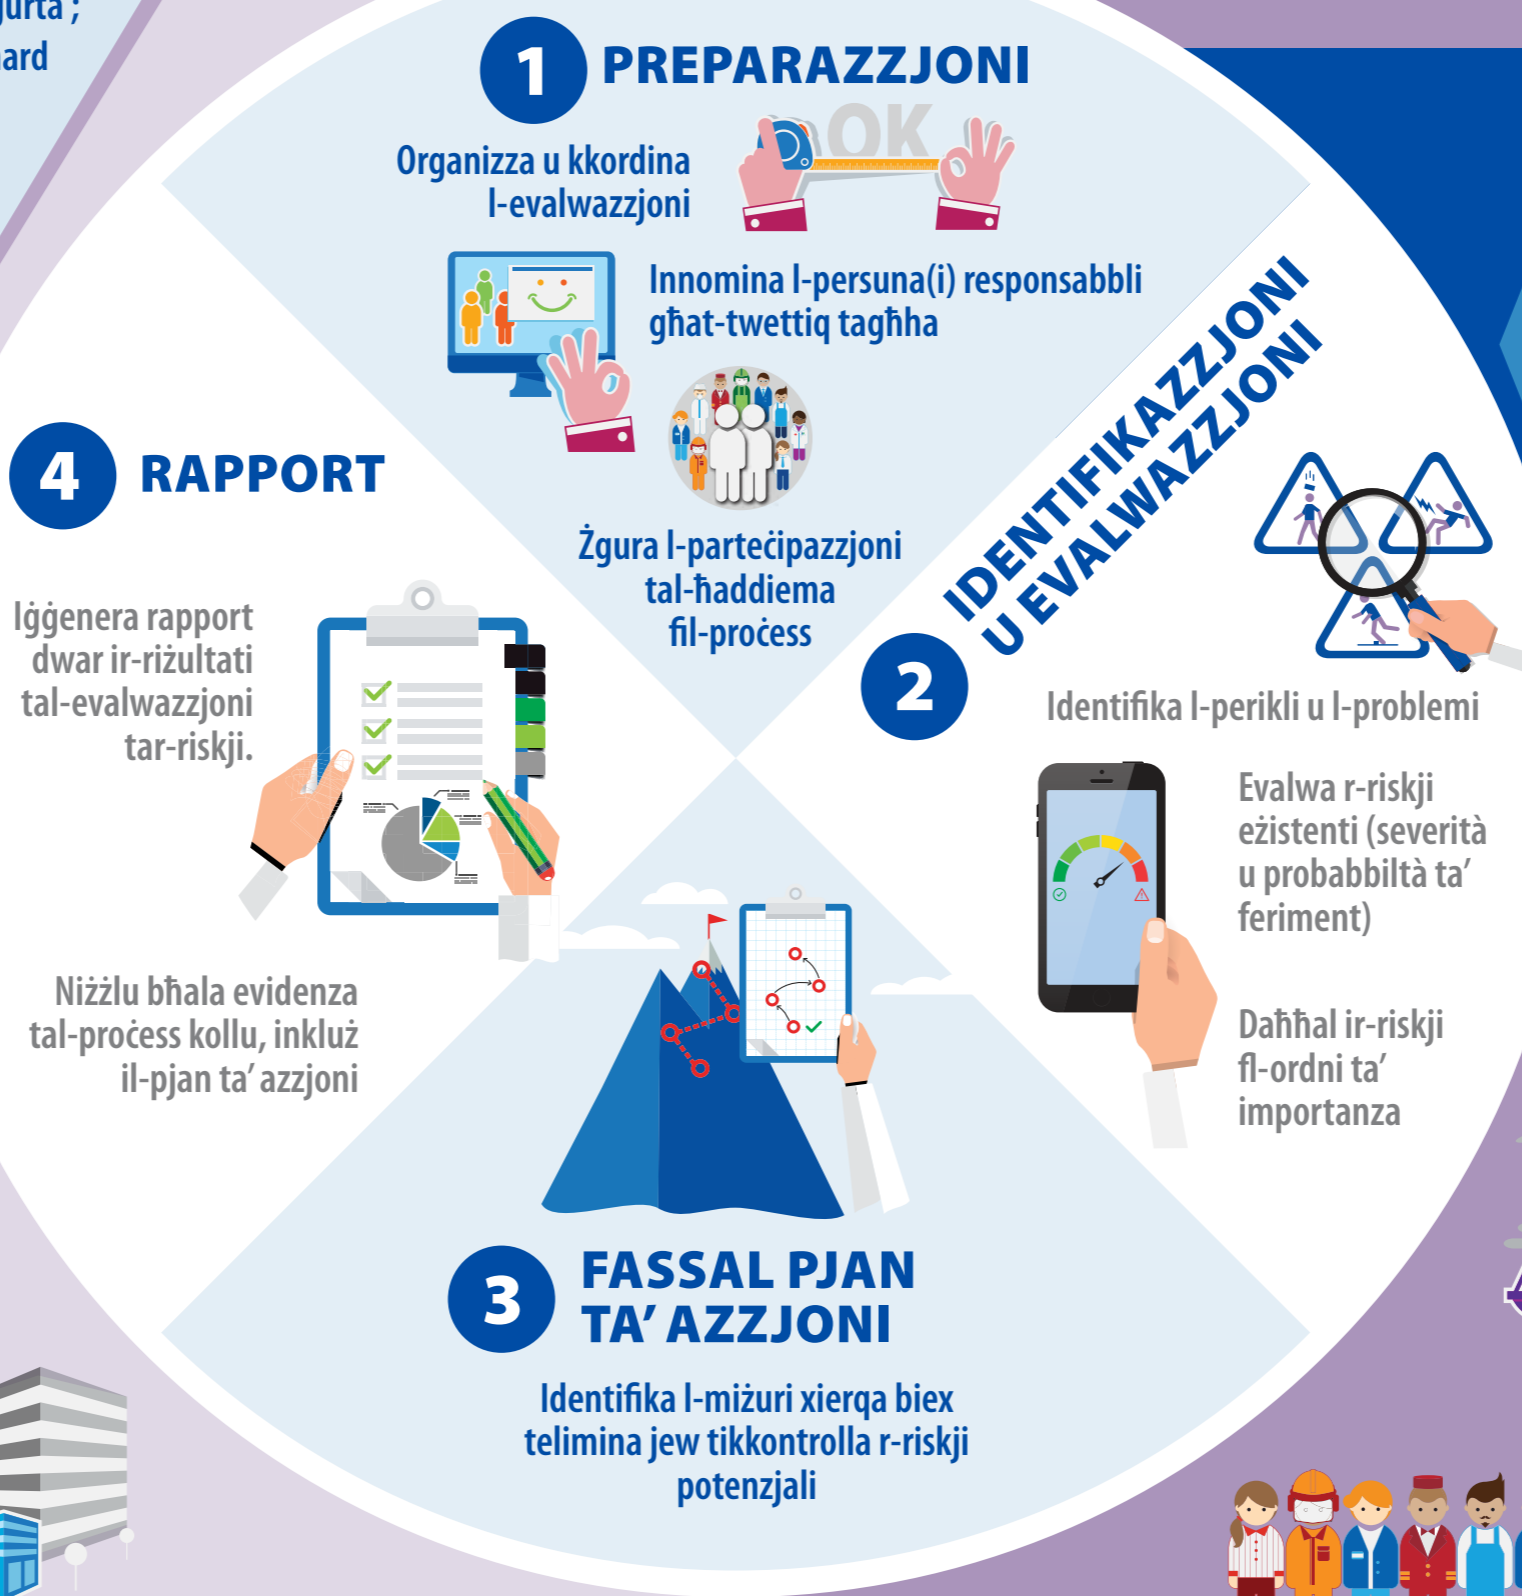 ard
1
PREPARAZZJONI
OK
Organizza u kkordina
l-evalwazzjoni
Innomina l-persuna(i) responsabbli
għat-twettiq tagħha
Żgura l-parteċipazzjoni
tal-ħaddiema
fil-proċess
2
IDENTIFIKAZZJONI
U EVALWAZZJONI
Identifika l-perikli u l-problemi
Evalwa r-riskji
eżistenti (severità
u probabbiltà ta’
feriment)
Daħħal ir-riskji
fl-ordni ta’
importanza
3
FASSAL PJAN
TA’ AZZJONI
Identifika l-miżuri xierqa biex
telimina jew tikkontrolla r-riskji
potenzjali
4
RAPPORT
Iġġenera rapport
dwar ir-riżultati
tal-evalwazzjoni
tar-riskji.
Niżżlu bħala evidenza
tal-proċess kollu, inkluż
il-pjan ta’ azzjoni